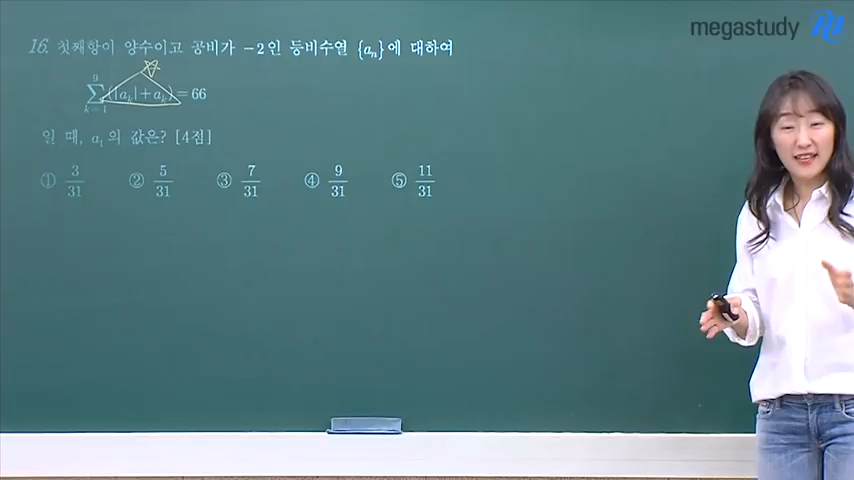 megastudy
16. 첫째항이 양수이고 공비가 −2인 등비수열 {aₙ}에 대하여
∑_{k=1}^{9} (|aₖ|+aₖ) = 66
일 때, a₁의 값은? [4점]
① 3/31 ② 5/31 ③ 7/31 ④ 9/31 ⑤ 11/31